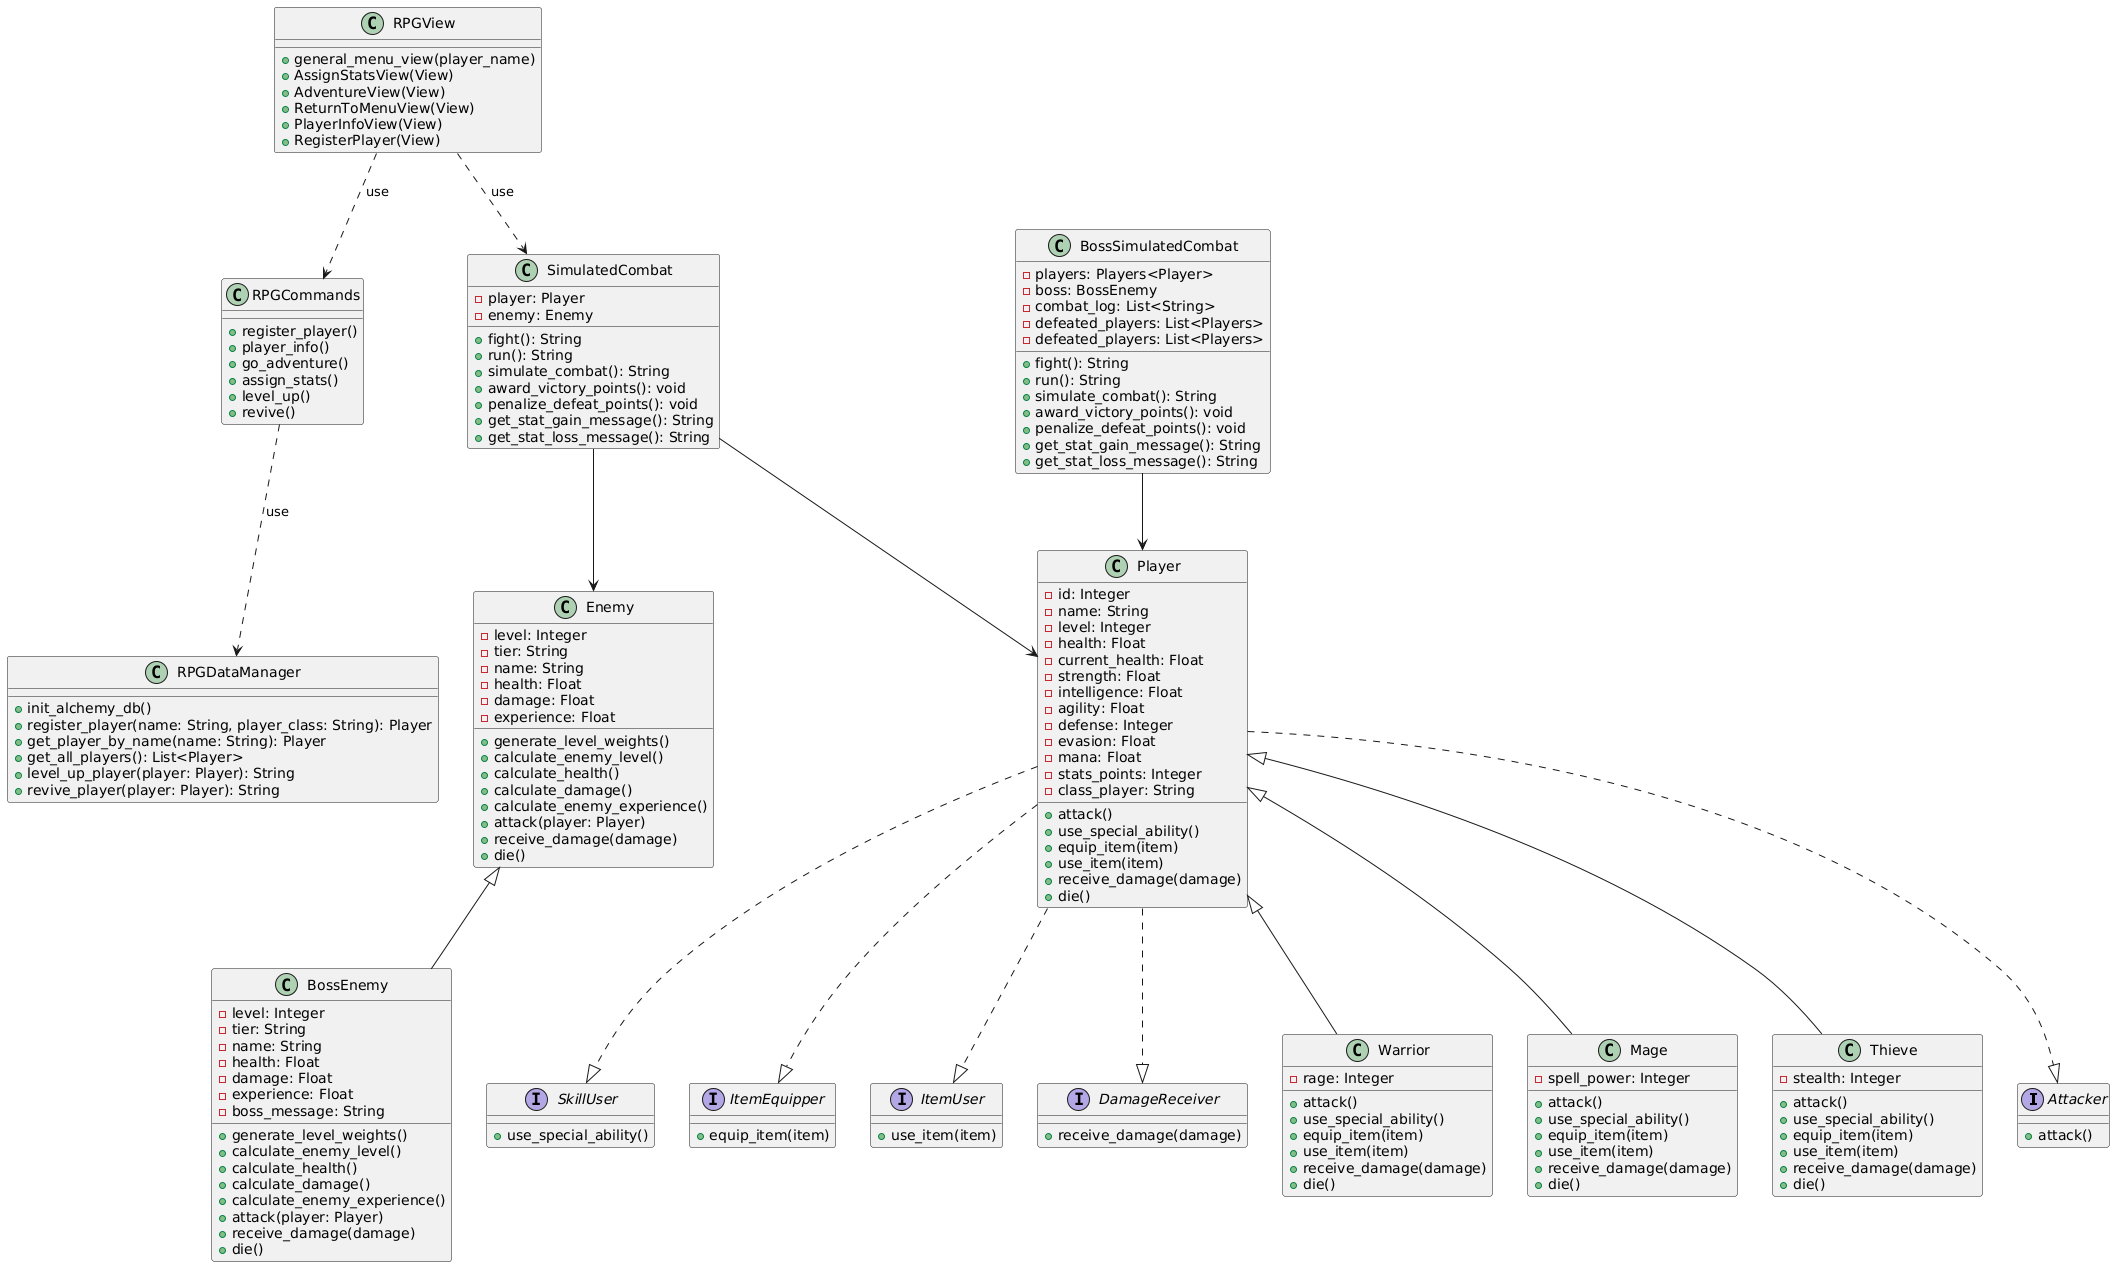 RPGView
general_menu_view(player_name)
AssignStatsView(View)
AdventureView(View)
ReturnToMenuView(View)
PlayerInfoView(View)
RegisterPlayer(View)
use
use
RPGCommands
register_player()
player_info()
go_adventure()
assign_stats()
level_up()
revive()
SimulatedCombat
player: Player
enemy: Enemy
fight(): String
run(): String
simulate_combat(): String
award_victory_points(): void
penalize_defeat_points(): void
get_stat_gain_message(): String
get_stat_loss_message(): String
BossSimulatedCombat
players: Players<Player>
boss: BossEnemy
combat_log: List<String>
defeated_players: List<Players>
defeated_players: List<Players>
fight(): String
run(): String
simulate_combat(): String
award_victory_points(): void
penalize_defeat_points(): void
get_stat_gain_message(): String
get_stat_loss_message(): String
use
RPGDataManager
init_alchemy_db()
register_player(name: String, player_class: String): Player
get_player_by_name(name: String): Player
get_all_players(): List<Player>
level_up_player(player: Player): String
revive_player(player: Player): String
Enemy
level: Integer
tier: String
name: String
health: Float
damage: Float
experience: Float
generate_level_weights()
calculate_enemy_level()
calculate_health()
calculate_damage()
calculate_enemy_experience()
attack(player: Player)
receive_damage(damage)
die()
Player
id: Integer
name: String
level: Integer
health: Float
current_health: Float
strength: Float
intelligence: Float
agility: Float
defense: Integer
evasion: Float
mana: Float
stats_points: Integer
class_player: String
attack()
use_special_ability()
equip_item(item)
use_item(item)
receive_damage(damage)
die()
BossEnemy
level: Integer
tier: String
name: String
health: Float
damage: Float
experience: Float
boss_message: String
generate_level_weights()
calculate_enemy_level()
calculate_health()
calculate_damage()
calculate_enemy_experience()
attack(player: Player)
receive_damage(damage)
die()
SkillUser
use_special_ability()
ItemEquipper
equip_item(item)
ItemUser
use_item(item)
DamageReceiver
receive_damage(damage)
Warrior
rage: Integer
attack()
use_special_ability()
equip_item(item)
use_item(item)
receive_damage(damage)
die()
Mage
spell_power: Integer
attack()
use_special_ability()
equip_item(item)
use_item(item)
receive_damage(damage)
die()
Thieve
stealth: Integer
attack()
use_special_ability()
equip_item(item)
use_item(item)
receive_damage(damage)
die()
Attacker
attack()